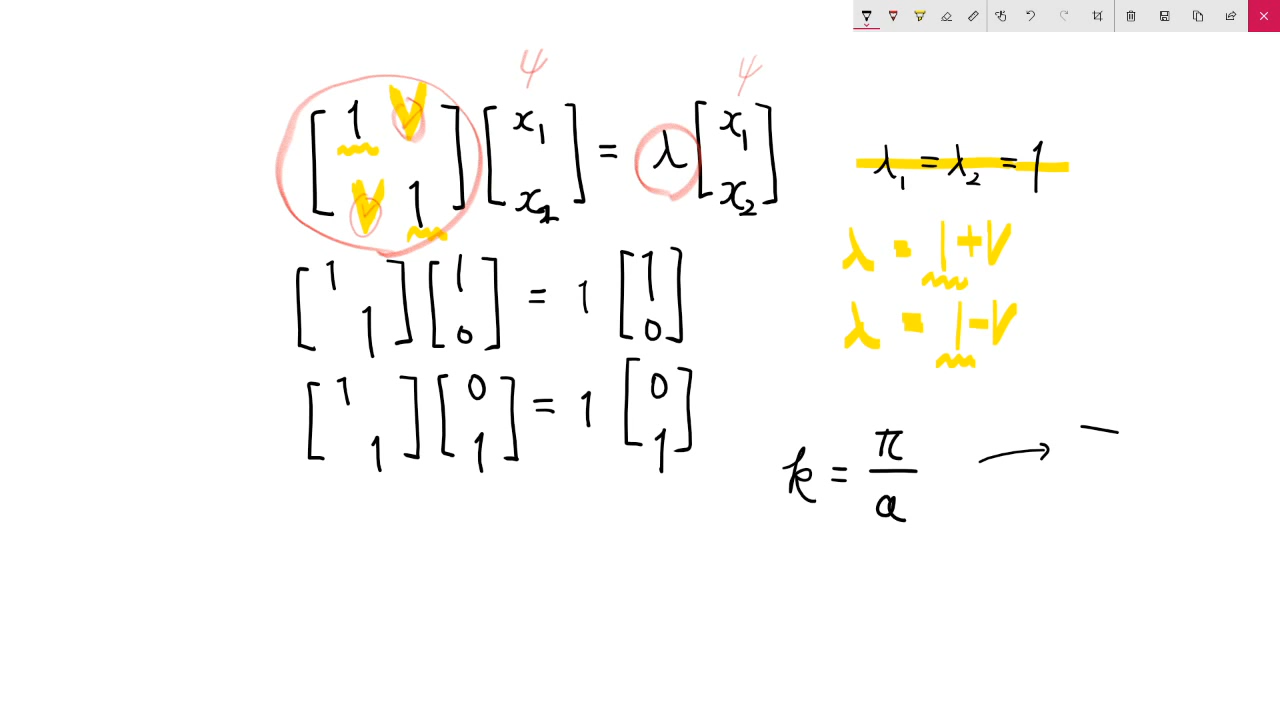 ψ ψ
[1 V; V 1] [x₁; x₂] = λ [x₁; x₂]
λ₁ = λ₂ = 1
λ = 1+V
λ = 1-V
[1 ; 1] [1; 0] = 1 [1; 0]
[1 ; 1] [0; 1] = 1 [0; 1]
k = π/a → —